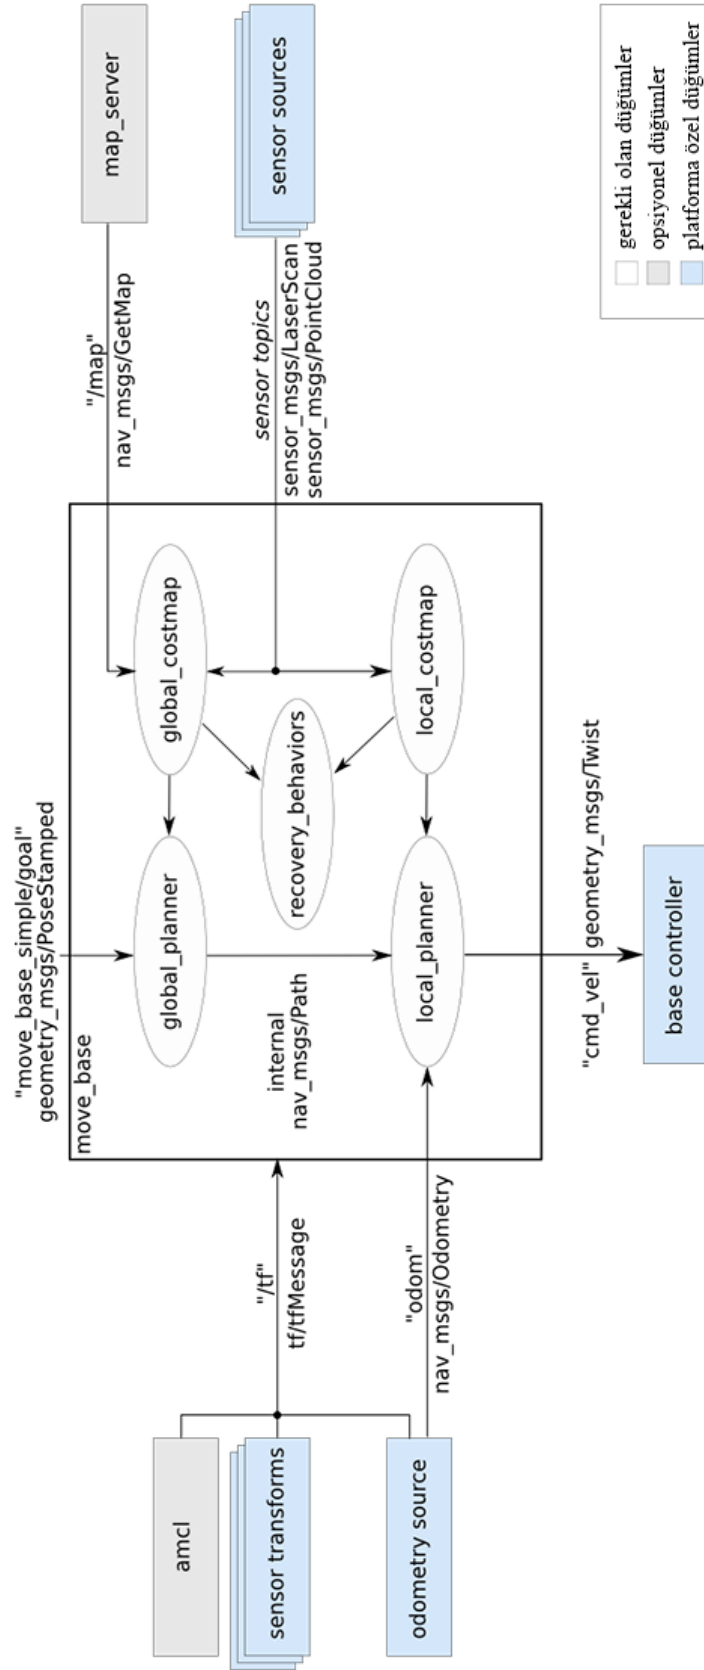 "move_base_simple/goal"
geometry_msgs/PoseStamped
move_base
"/map"
nav_msgs/GetMap
map_server
amcl
sensor transforms
odometry source
"/tf"
tf/tfMessage
"odom"
nav_msgs/Odometry
global_planner
global_costmap
internal
nav_msgs/Path
recovery_behaviors
local_planner
local_costmap
sensor topics
sensor_msgs/LaserScan
sensor_msgs/PointCloud
sensor sources
"cmd_vel" geometry_msgs/Twist
base controller
gerekli olan düğümler
opsiyonel düğümler
platforma özel düğümler